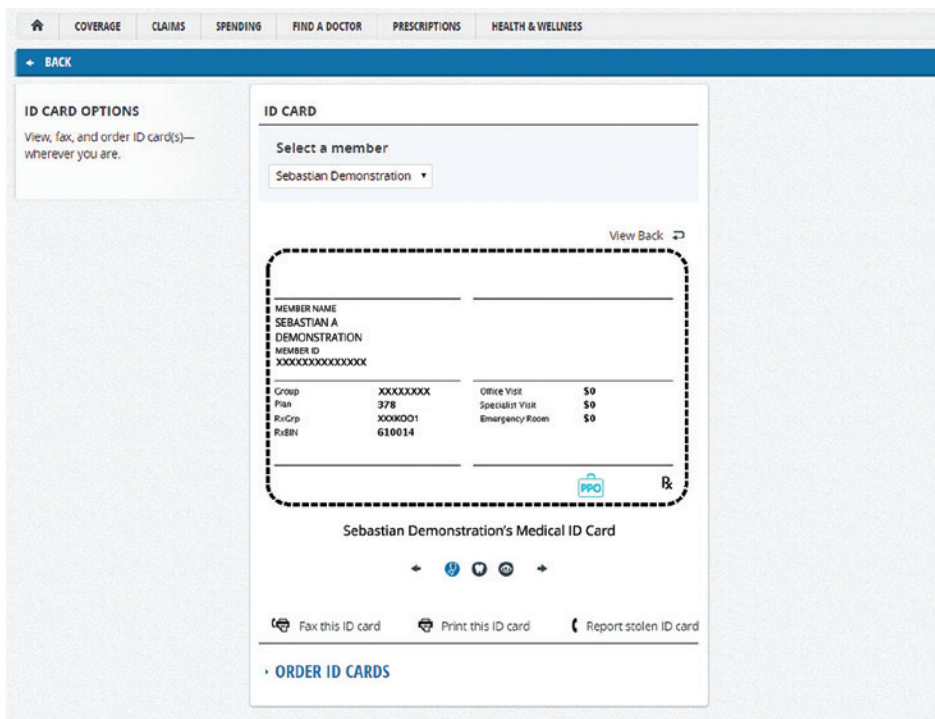 COVERAGE CLAIMS SPENDING FIND A DOCTOR PRESCRIPTIONS HEALTH & WELLNESS
BACK
ID CARD OPTIONS
View, fax, and order ID card(s)—
wherever you are.
ID CARD
Select a member
Sebastian Demonstration
View Back
MEMBER NAME
SEBASTIAN A
DEMONSTRATION
MEMBER ID
XXXXXXXXXXXXXX
Group XXXXXXXX Office Visit $0
Plan 378 Specialist Visit $0
RxGrp XXXKOO1 Emergency Room $0
RxBIN 610014
PPO ℞
Sebastian Demonstration's Medical ID Card
Fax this ID card Print this ID card Report stolen ID card
ORDER ID CARDS